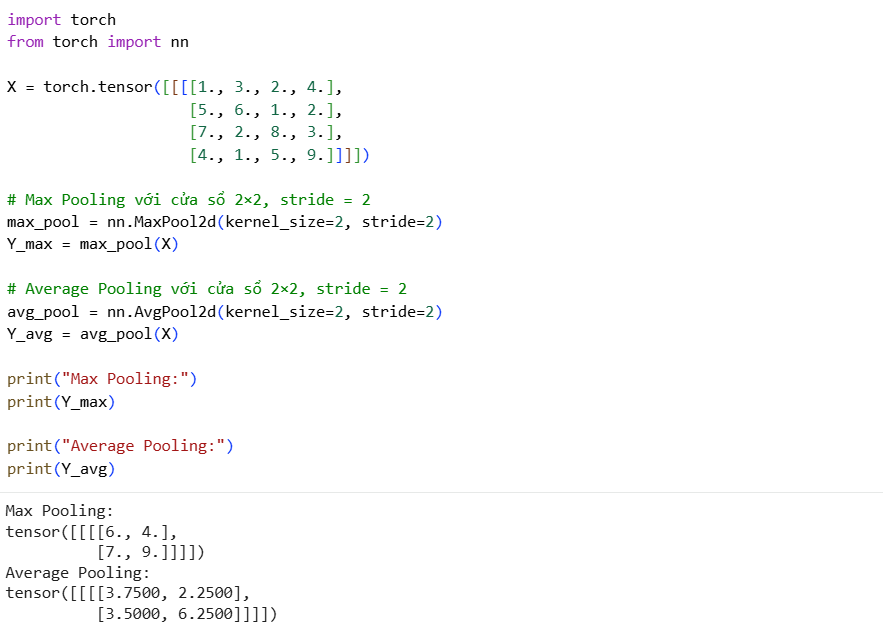 import torch
from torch import nn
X = torch.tensor([[[[1., 3., 2., 4.],
                    [5., 6., 1., 2.],
                    [7., 2., 8., 3.],
                    [4., 1., 5., 9.]]]])
# Max Pooling với cửa sổ 2×2, stride = 2
max_pool = nn.MaxPool2d(kernel_size=2, stride=2)
Y_max = max_pool(X)
# Average Pooling với cửa sổ 2×2, stride = 2
avg_pool = nn.AvgPool2d(kernel_size=2, stride=2)
Y_avg = avg_pool(X)
print("Max Pooling:")
print(Y_max)
print("Average Pooling:")
print(Y_avg)
Max Pooling:
tensor([[[[6., 4.],
          [7., 9.]]]])
Average Pooling:
tensor([[[[3.7500, 2.2500],
          [3.5000, 6.2500]]]])